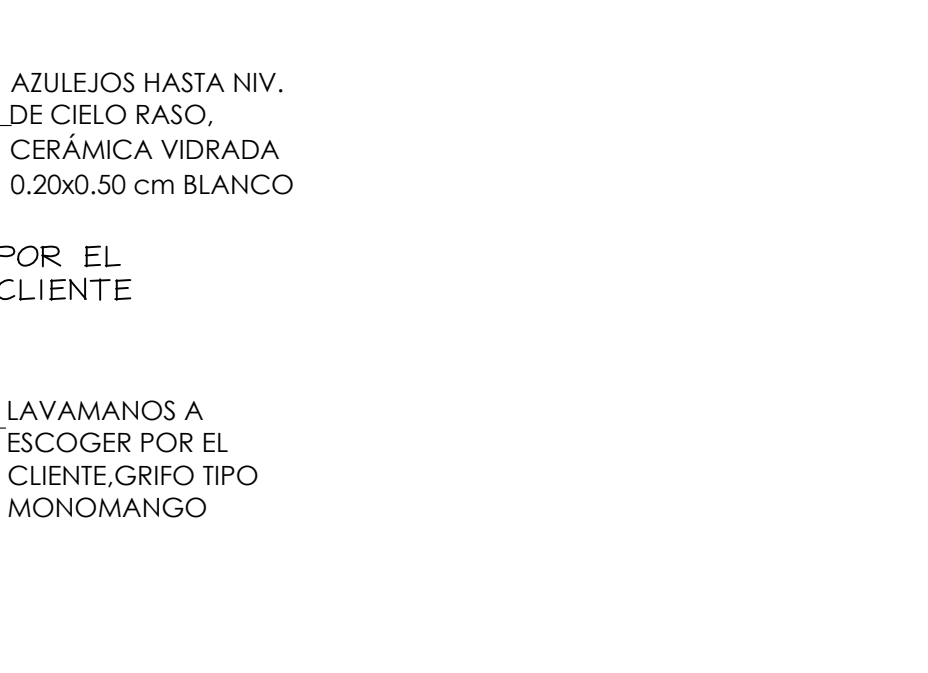 AZULEJOS HASTA NIV.
DE CIELO RASO,
CERÁMICA VIDRADA
0.20x0.50 cm BLANCO
POR EL
CLIENTE
LAVAMANOS A
ESCOGER POR EL
CLIENTE,GRIFO TIPO
MONOMANGO